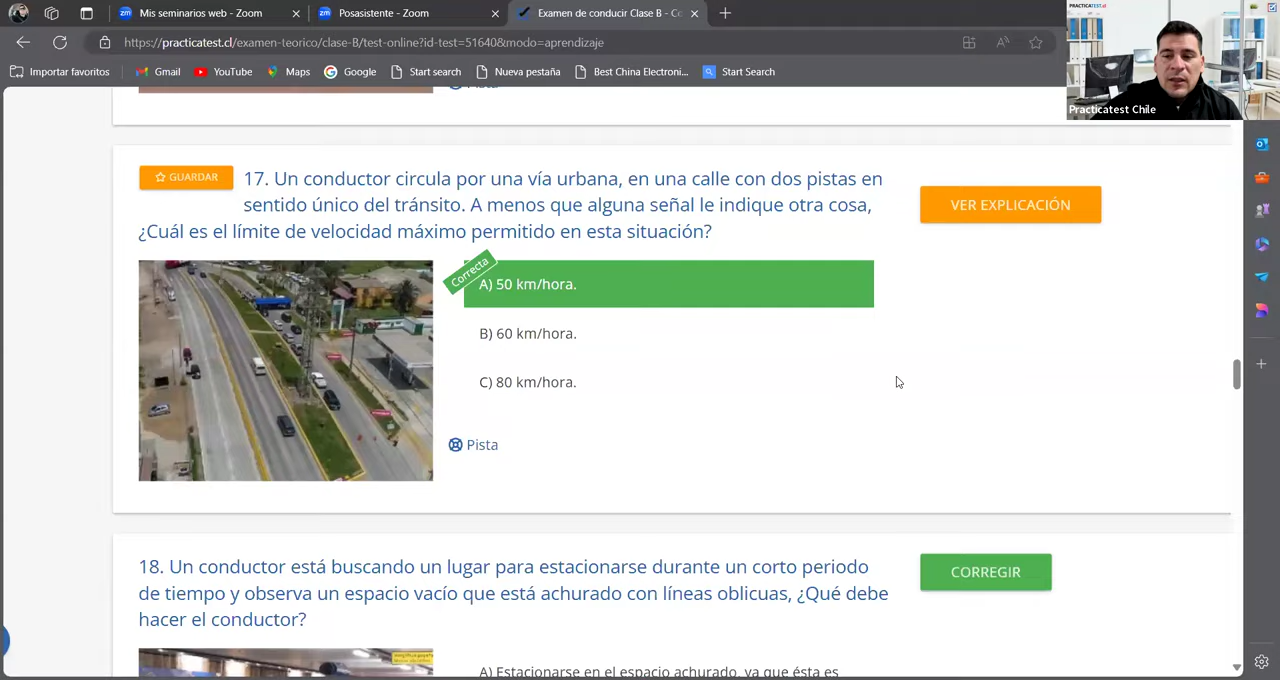 Mis seminarios web - Zoom
Posasistente - Zoom
Examen de conducir Clase B - Co
https://practicatest.cl/examen-teorico/clase-B/test-online?id-test=51640&modo=aprendizaje
Importar favoritos
Gmail
YouTube
Maps
Google
Start search
Nueva pestaña
Best China Electroni...
Start Search
PRACTICATEST.cl
Practicatest Chile
Pista
GUARDAR
17. Un conductor circula por una vía urbana, en una calle con dos pistas en
sentido único del tránsito. A menos que alguna señal le indique otra cosa,
¿Cuál es el límite de velocidad máximo permitido en esta situación?
VER EXPLICACIÓN
Correcta
A) 50 km/hora.
B) 60 km/hora.
C) 80 km/hora.
Pista
18. Un conductor está buscando un lugar para estacionarse durante un corto periodo
de tiempo y observa un espacio vacío que está achurado con líneas oblicuas, ¿Qué debe
hacer el conductor?
CORREGIR
A) Estacionarse en el espacio achurado, ya que ésta es